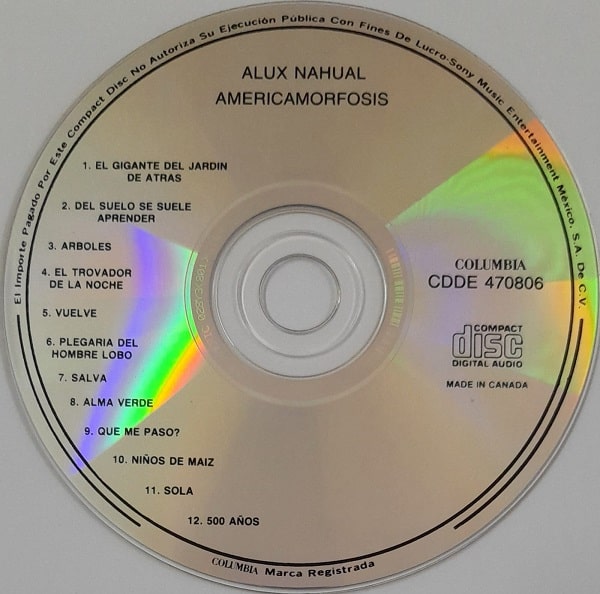 El Importe Pagado Por Este Compact Disc No Autoriza Su Ejecución Pública Con Fines De Lucro-Sony Music Entertainment México, S.A. De C.V.
ALUX NAHUAL
AMERICAMORFOSIS
1. EL GIGANTE DEL JARDIN
DE ATRAS
2. DEL SUELO SE SUELE
APRENDER
3. ARBOLES
4. EL TROVADOR
DE LA NOCHE
5. VUELVE
6. PLEGARIA DEL
HOMBRE LOBO
7. SALVA
8. ALMA VERDE
9. QUE ME PASO?
10. NIÑOS DE MAIZ
11. SOLA
12. 500 AÑOS
COLUMBIA
CDDE 470806
COMPACT
disc
DIGITAL AUDIO
MADE IN CANADA
COLUMBIA Marca Registrada